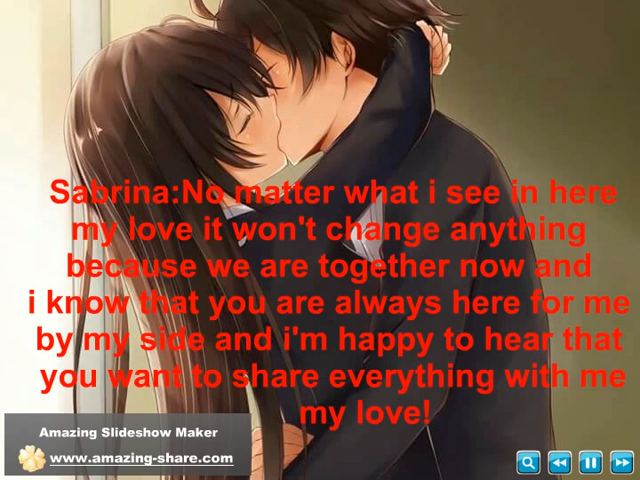 Sabrina:No matter what i see in here
my love it won't change anything
because we are together now and
i know that you are always here for me
by my side and i'm happy to hear that
you want to share everything with me
my love!
Amazing Slideshow Maker
www.amazing-share.com